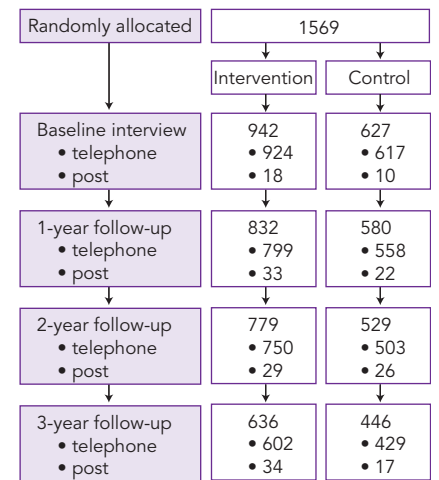 Randomly allocated
1569
Intervention
Control
Baseline interview
• telephone
• post
942
• 924
• 18
627
• 617
• 10
1-year follow-up
• telephone
• post
832
• 799
• 33
580
• 558
• 22
2-year follow-up
• telephone
• post
779
• 750
• 29
529
• 503
• 26
3-year follow-up
• telephone
• post
636
• 602
• 34
446
• 429
• 17